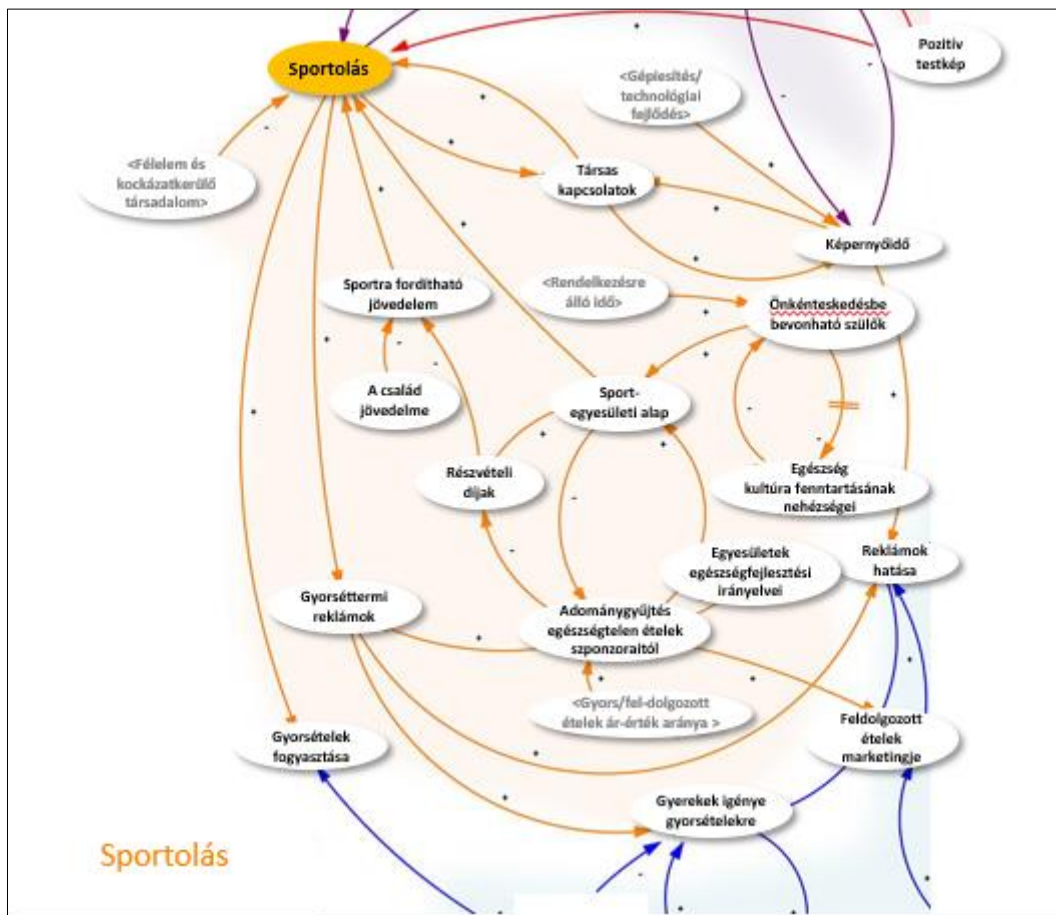 Pozitív
testkép
Sportolás
<Gépiesítés/
technológiai
fejlődés>
<Félelem és
kockázatkerülő
társadalom>
Társas
kapcsolatok
Képernyőidő
Sportra fordítható
jövedelem
<Rendelkezésre
álló idő>
Önkénteskedésbe
bevonható szülők
A család
jövedelme
Sport-
egyesületi alap
Részvételi
díjak
Egészség
kultúra fenntartásának
nehézségei
Egyesületek
egészségfejlesztési
irányelvei
Reklámok
hatása
Gyorséttermi
reklámok
Adománygyűjtés
egészségtelen ételek
szponzoraitól
<Gyors/fel-dolgozott
ételek ár-érték aránya >
Gyorsételek
fogyasztása
Feldolgozott
ételek
marketingje
Gyerekek igénye
gyorsételekre
Sportolás